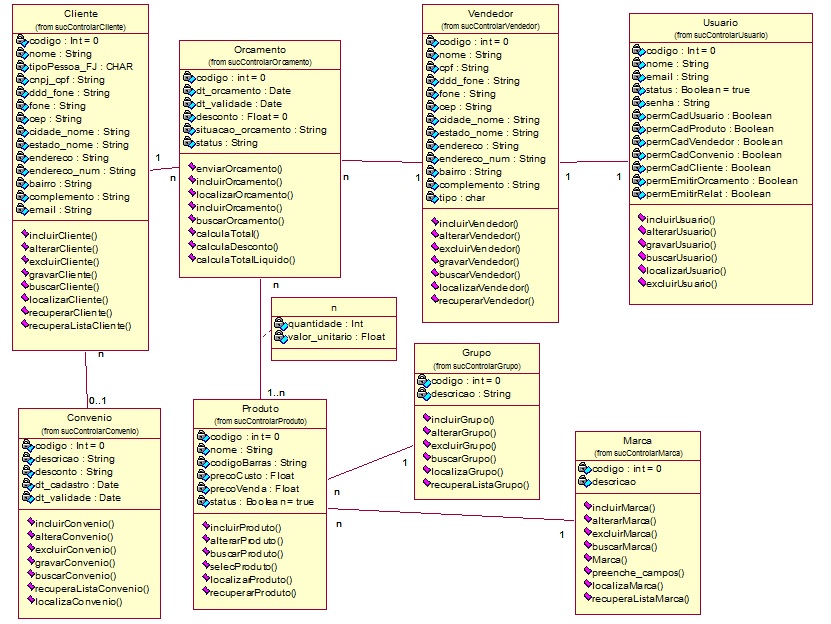 Cliente
(from sucControlarCliente)
codigo : Int = 0
nome : String
tipoPessoa_FJ : CHAR
cnpj_cpf : String
ddd_fone : String
fone : String
cep : String
cidade_nome : String
estado_nome : String
endereco : String
endereco_num : String
bairro : String
complemento : String
email : String
incluirCliente()
alterarCliente()
excluirCliente()
gravarCliente()
buscarCliente()
localizarCliente()
recuperarCliente()
recuperaListaCliente()
1
n
Orcamento
(from sucControlarOrcamento)
codigo : int = 0
dt_orcamento : Date
dt_validade : Date
desconto : Float = 0
situacao_orcamento : String
status : String
enviarOrcamento()
incluirOrcamento()
localizarOrcamento()
incluirOrcamento()
buscarOrcamento()
calculaTotal()
calculaDesconto()
calculaTotalLiquido()
n
1
Vendedor
(from sucControlarVendedor)
codigo : int = 0
nome : String
cpf : String
ddd_fone : String
fone : String
cep : String
cidade_nome : String
estado_nome : String
endereco : String
endereco_num : String
bairro : String
complemento : String
tipo : char
incluirVendedor()
alterarVendedor()
excluirVendedor()
gravarVendedor()
buscarVendedor()
localizarVendedor()
recuperarVendedor()
1
1
Usuario
(from sucControlarUsuario)
codigo : Int = 0
nome : String
email : String
status : Boolean = true
senha : String
permCadUsuario : Boolean
permCadProduto : Boolean
permCadVendedor : Boolean
permCadConvenio : Boolean
permCadCliente : Boolean
permEmitirOrcamento : Boolean
permEmitirRelat : Boolean
incluirUsuario()
alterarUsuario()
gravarUsuario()
buscarUsuario()
localizarUsuario()
excluirUsuario()
n
n
quantidade : Int
valor_unitario : Float
1..n
n
0..1
Convenio
(from sucControlarConvenio)
codigo : Int = 0
descricao : String
desconto : String
dt_cadastro : Date
dt_validade : Date
incluirConvenio()
alteraConvenio()
excluirConvenio()
gravarConvenio()
buscarConvenio()
recuperaListaConvenio()
localizaConvenio()
Produto
(from sucControlarProduto)
codigo : int = 0
nome : String
codigoBarras : String
precoCusto : Float
precoVenda : Float
status : Boolean = true
incluirProduto()
alterarProduto()
buscarProduto()
selecProduto()
localizarProduto()
recuperarProduto()
n
1
n
1
Grupo
(from sucControlarGrupo)
codigo : int = 0
descricao : String
incluirGrupo()
alterarGrupo()
excluirGrupo()
buscarGrupo()
localizaGrupo()
recuperaListaGrupo()
Marca
(from sucControlarMarca)
codigo : int = 0
descricao
incluirMarca()
alterarMarca()
excluirMarca()
buscarMarca()
Marca()
preenche_campos()
localizaMarca()
recuperaListaMarca()